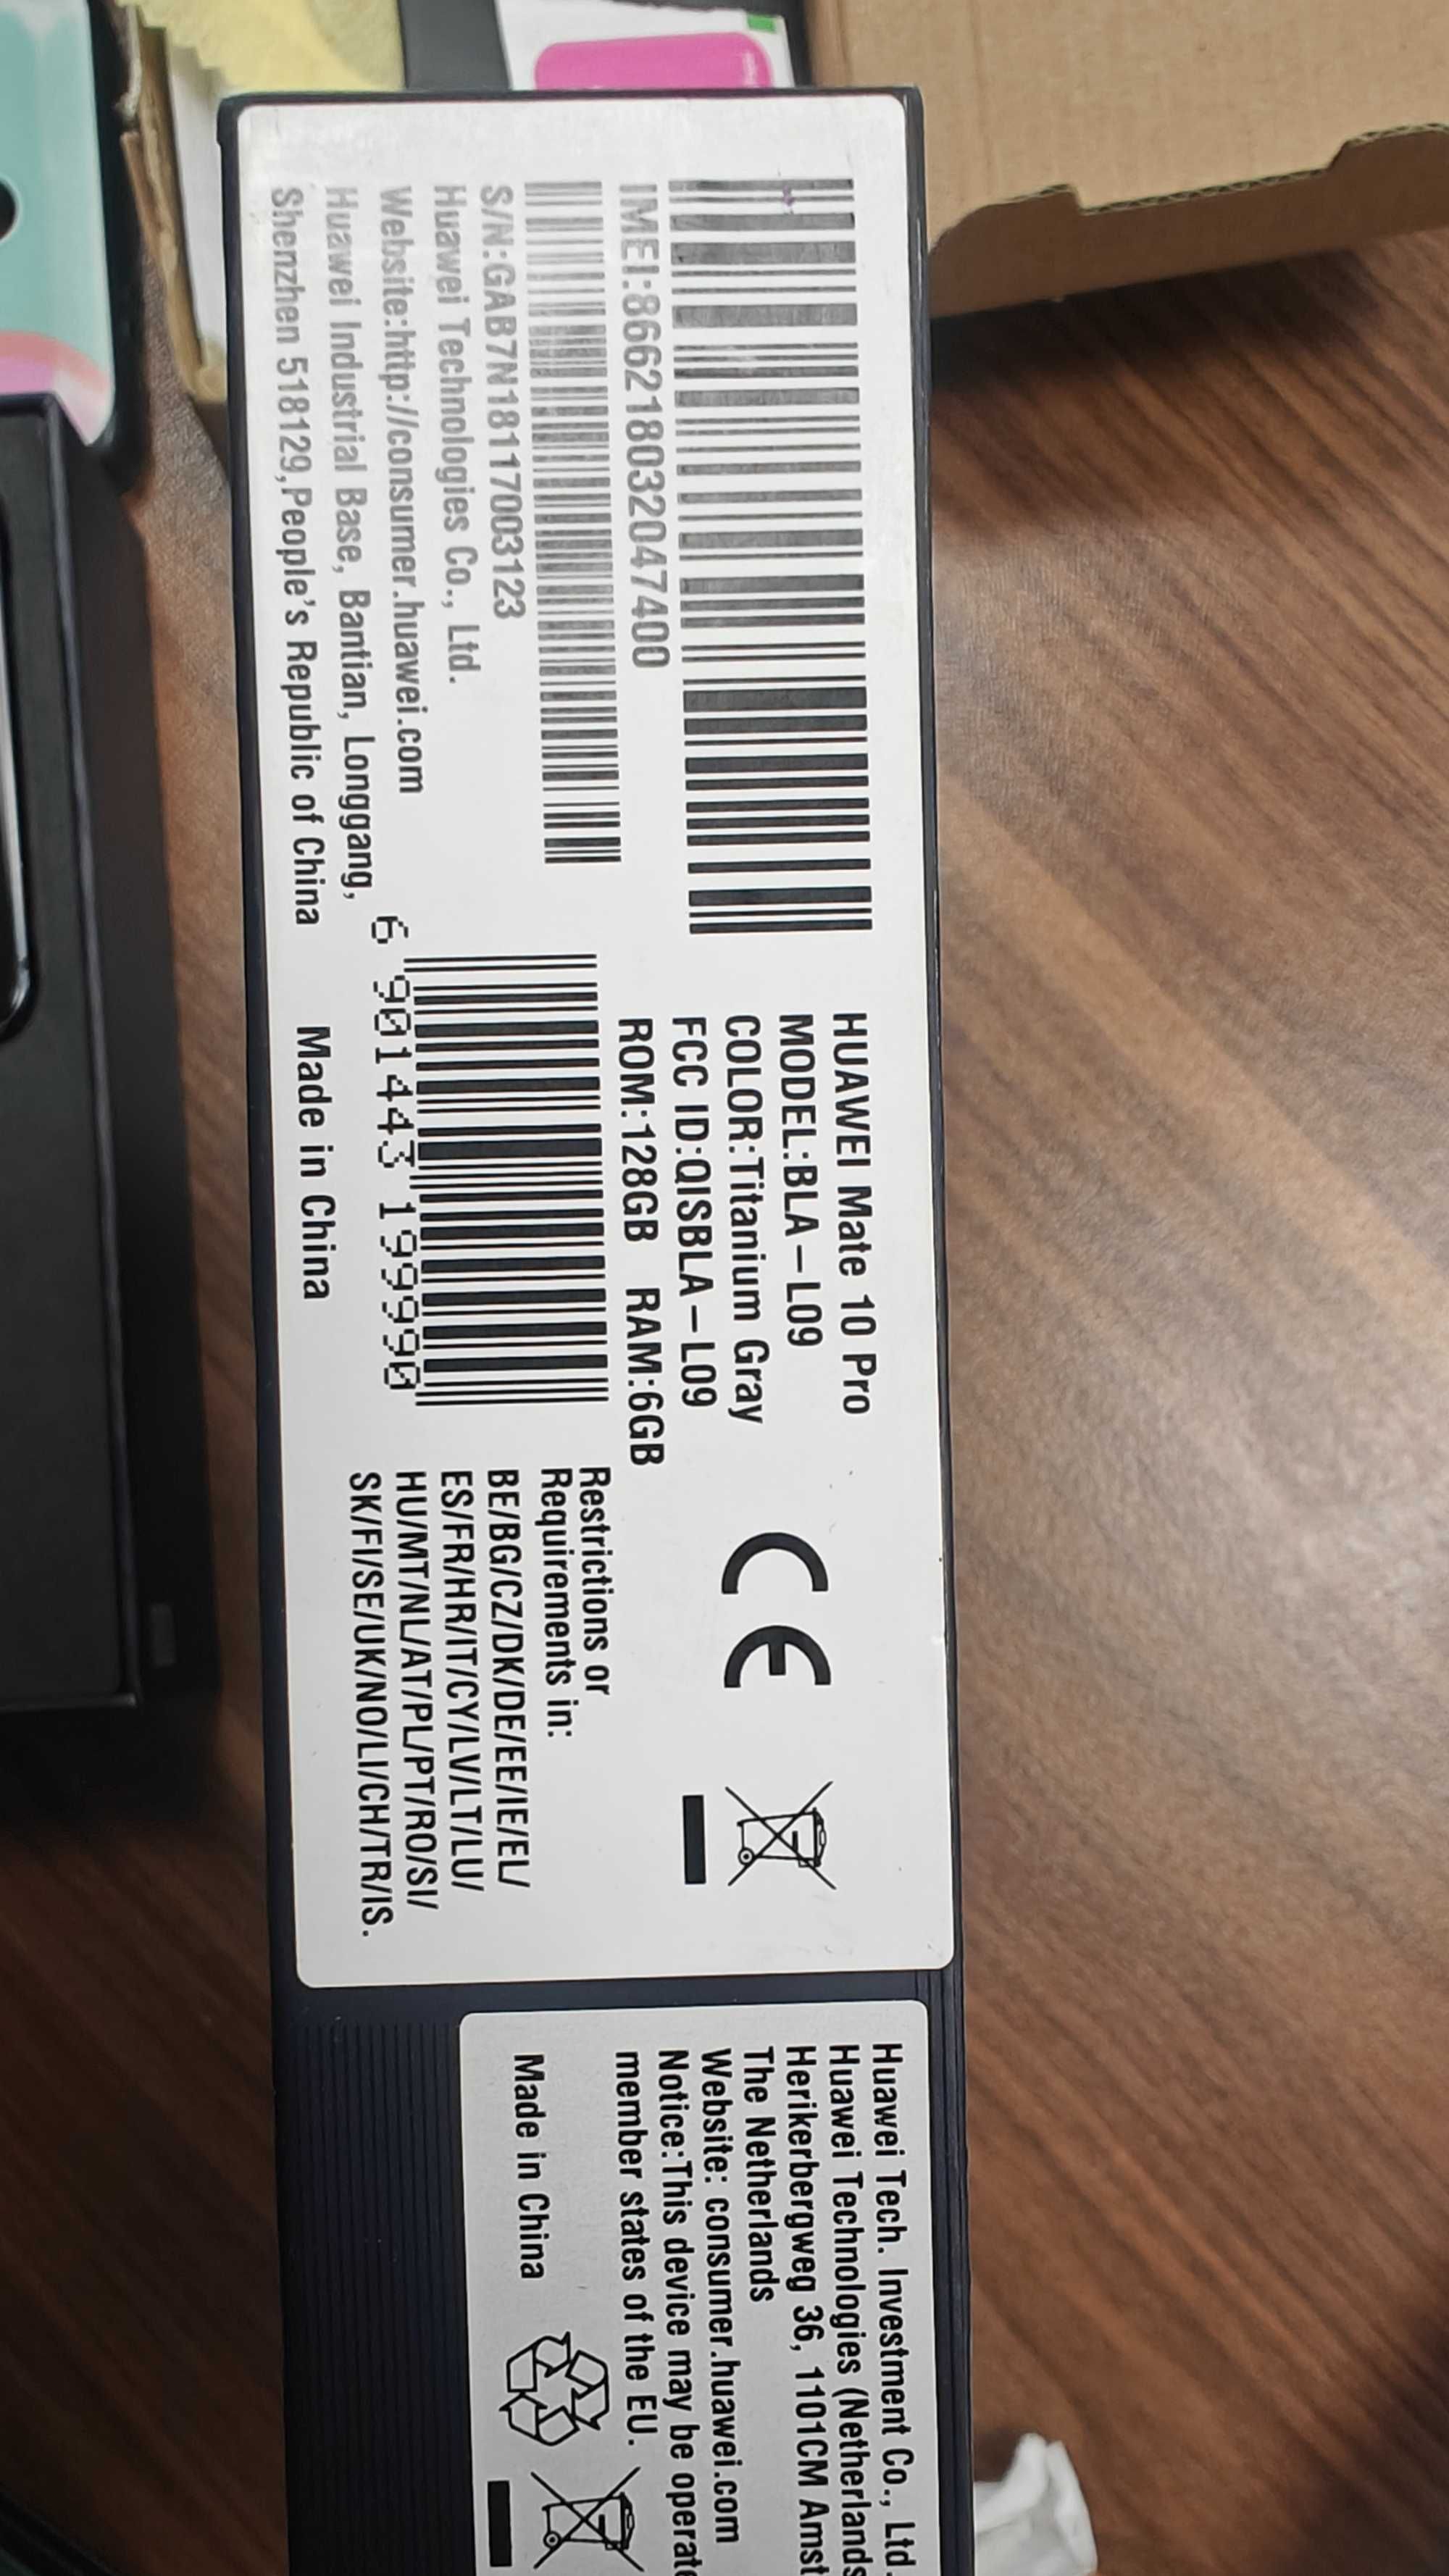 IMEI:866218032047400
S/N:GAB7N18117003123
Huawei Technologies Co., Ltd.
Website:http://consumer.huawei.com
Huawei Industrial Base, Bantian, Longgang,
Shenzhen 518129,People's Republic of China
HUAWEI Mate 10 Pro
MODEL:BLA-L09
COLOR:Titanium Gray
FCC ID:QISBLA-L09
ROM:128GB RAM:6GB
6 901443 199990
Made in China
CE
Restrictions or
Requirements in:
BE/BG/CZ/DK/DE/EE/IE/EL/
ES/FR/HR/IT/CY/LV/LT/LU/
HU/MT/NL/AT/PL/PT/RO/SI/
SK/FI/SE/UK/NO/LI/CH/TR/IS.
Huawei Tech. Investment Co., Ltd.
Huawei Technologies (Netherlands
Herikerbergweg 36, 1101CM Amst
The Netherlands
Website: consumer.huawei.com
Notice:This device may be operate
member states of the EU.
Made in China